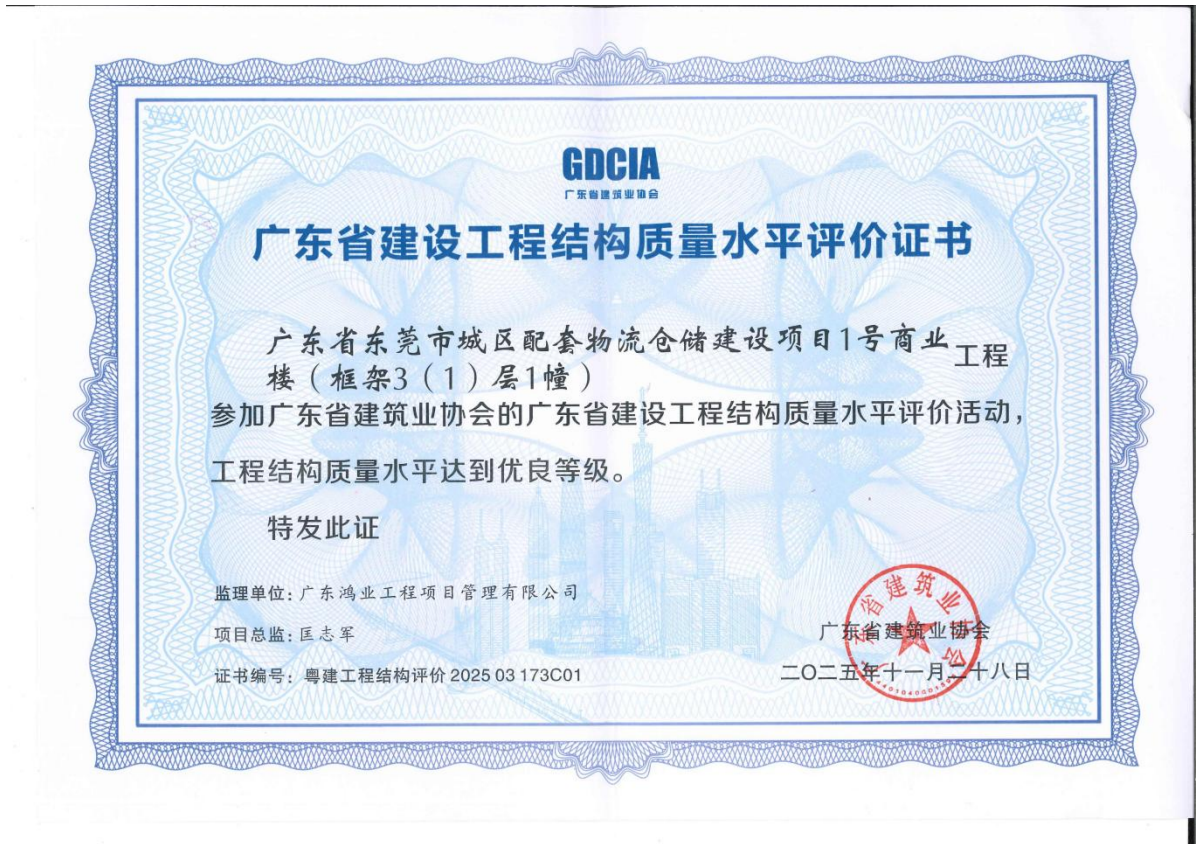 GDCIA
广东省建筑业协会
广东省建设工程结构质量水平评价证书
广东省东莞市城区配套物流仓储建设项目1号商业
楼（框架3（1）层1幢）
工程
参加广东省建筑业协会的广东省建设工程结构质量水平评价活动，
工程结构质量水平达到优良等级。
特发此证
监理单位：广东鸿业工程项目管理有限公司
项目总监：匡志军
证书编号：粤建工程结构评价 2025 03 173C01
广东省建筑业协会
二〇二五年十一月二十八日
广东省建筑业协会